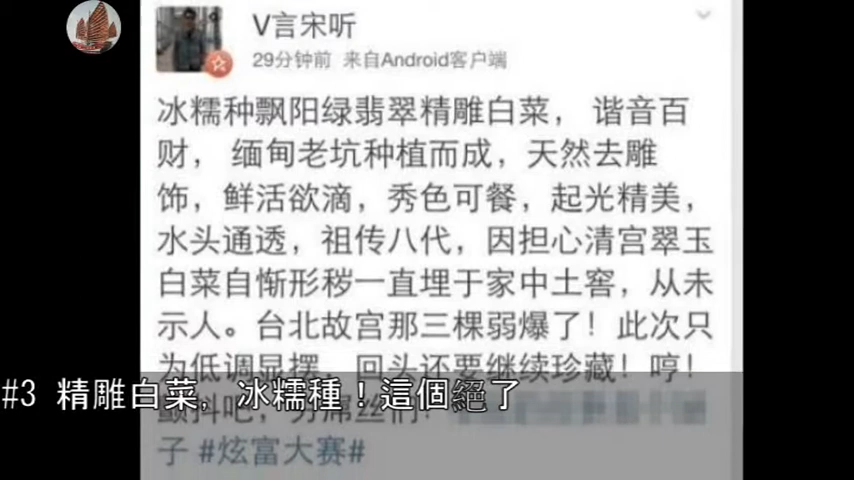 V言宋听
29分钟前 来自Android客户端
冰糯种飘阳绿翡翠精雕白菜， 谐音百
财， 缅甸老坑种植而成，天然去雕
饰，鲜活欲滴，秀色可餐，起光精美，
水头通透，祖传八代，因担心清宫翠玉
白菜自惭形秽一直埋于家中土窖，从未
示人。台北故宫那三棵弱爆了！此次只
为低调显摆，回头还要继续珍藏！哼！
#3 精雕白菜, 冰糯種！這個絕了
颤抖吧，穷屌丝们！
子 #炫富大赛#